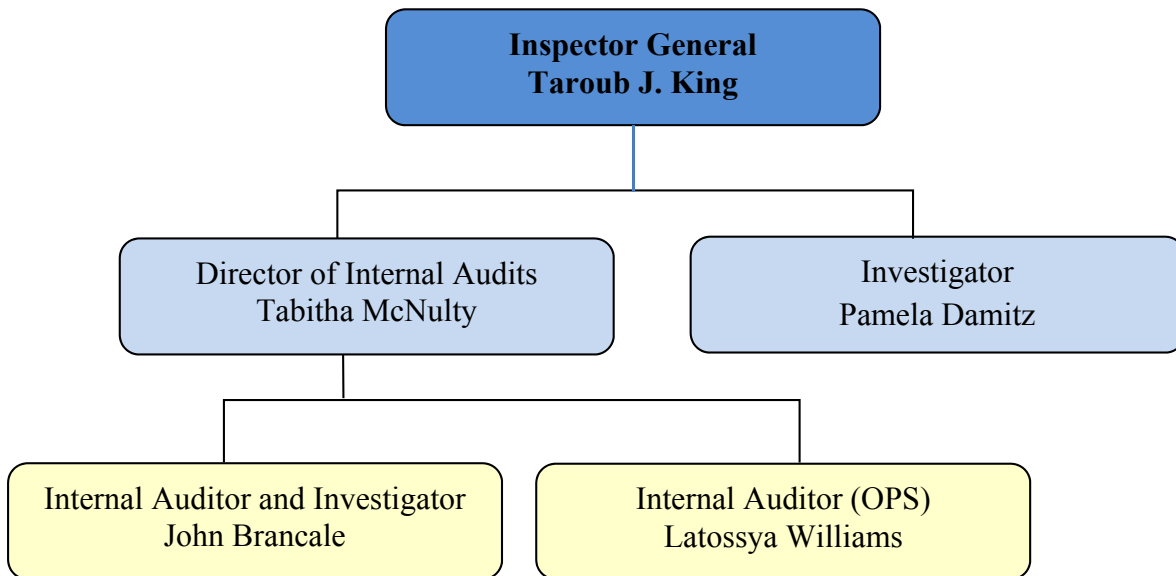 Inspector General
Taroub J. King
Director of Internal Audits
Tabitha McNulty
Investigator
Pamela Damitz
Internal Auditor and Investigator
John Brancale
Internal Auditor (OPS)
Latossya Williams